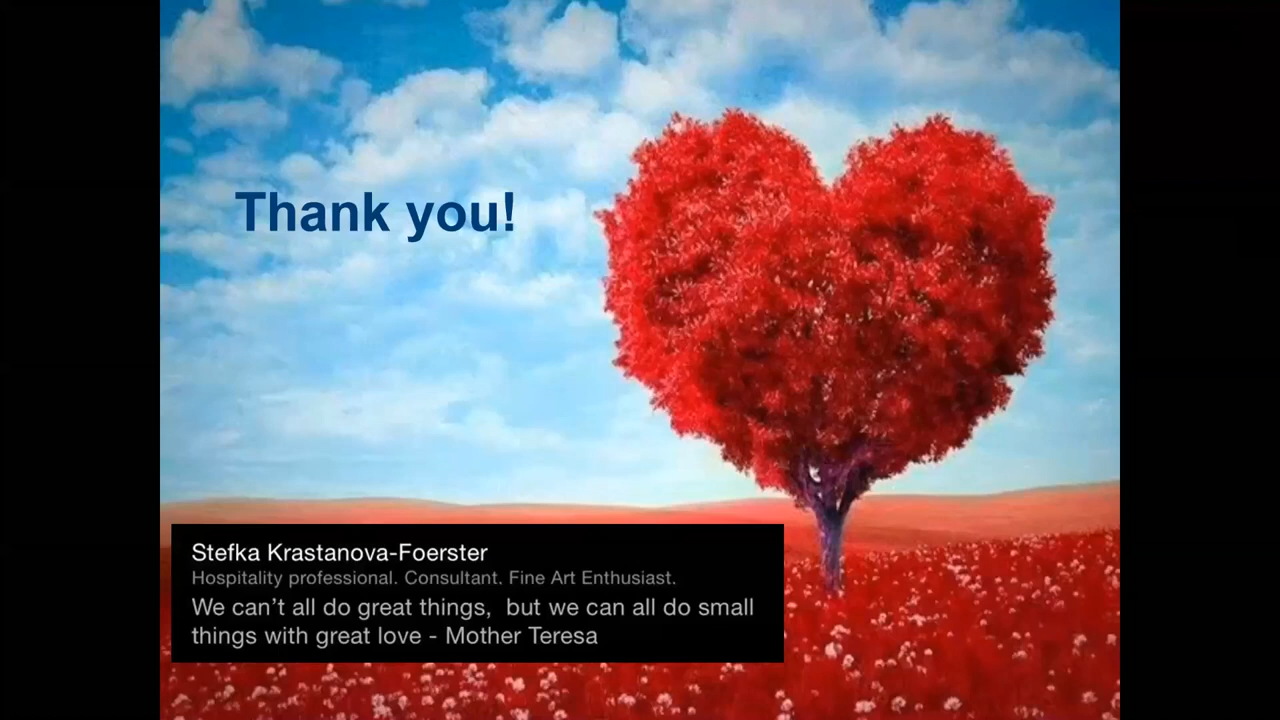 Thank you!
Stefka Krastanova-Foerster
Hospitality professional. Consultant. Fine Art Enthusiast.
We can’t all do great things,  but we can all do small
things with great love - Mother Teresa